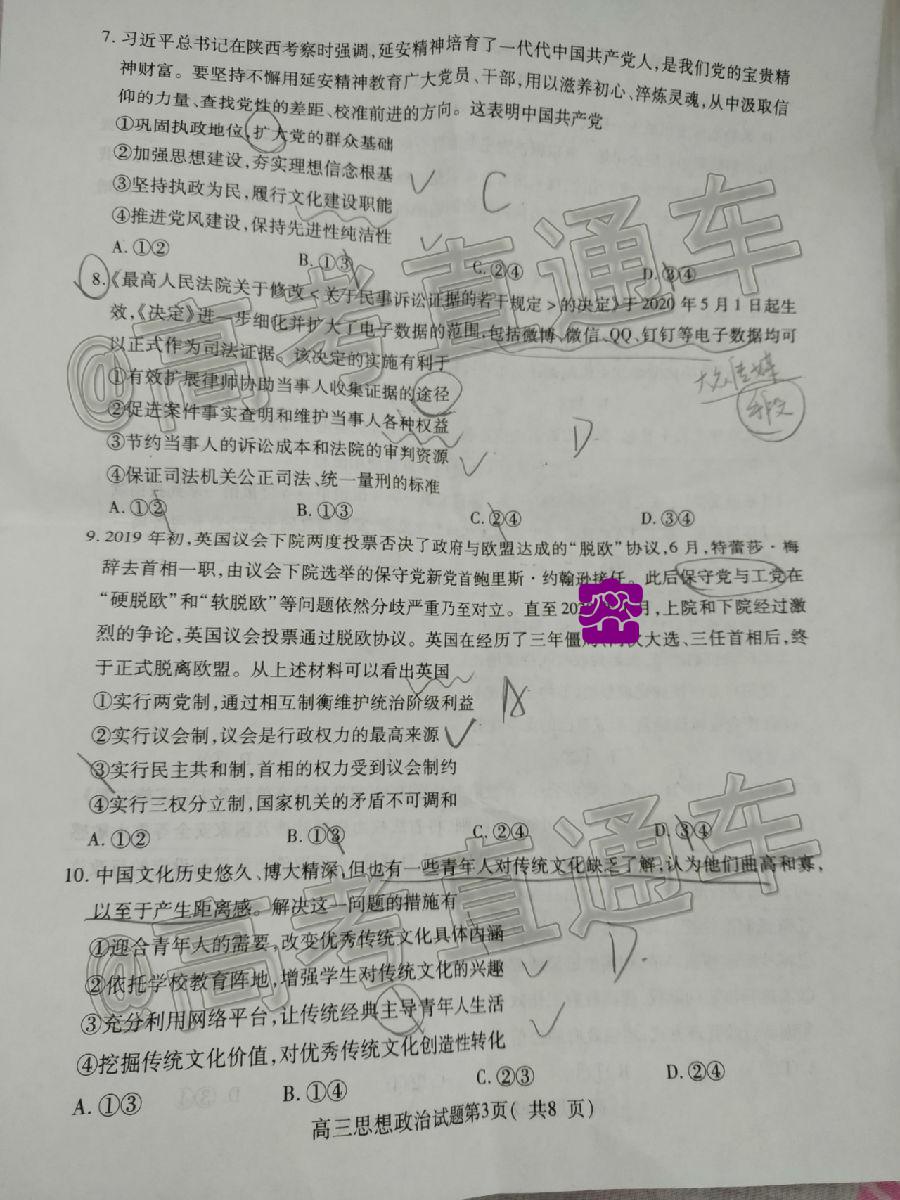 7. 习近平总书记在陕西考察时强调,延安精神培育了一代代中国共产党人,是我们党的宝贵精
神财富。要坚持不懈用延安精神教育广大党员、干部,用以滋养初心、淬炼灵魂,从中汲取信
仰的力量、查找党性的差距、校准前进的方向。这表明中国共产党
①巩固执政地位,扩大党的群众基础
②加强思想建设,夯实理想信念根基
③坚持执政为民,履行文化建设职能
④推进党风建设,保持先进性纯洁性
C
A.①② B.①③ C.②④ D.③④
8.《最高人民法院关于修改<关于民事诉讼证据的若干规定>的决定》于2020年5月1日起生
效,《决定》进一步细化并扩大了电子数据的范围,包括微博、微信、QQ、钉钉等电子数据均可
以正式作为司法证据。该决定的实施有利于
①有效扩展律师协助当事人收集证据的途径
②促进案件事实查明和维护当事人各种权益
③节约当事人的诉讼成本和法院的审判资源
④保证司法机关公正司法、统一量刑的标准
D
A.①② B.①③ C.②④ D.③④
9. 2019年初,英国议会下院两度投票否决了政府与欧盟达成的“脱欧”协议,6月,特蕾莎·梅
辞去首相一职,由议会下院选举的保守党新党首鲍里斯·约翰逊接任。此后保守党与工党在
“硬脱欧”和“软脱欧”等问题依然分歧严重乃至对立。直至20 月,上院和下院经过激
烈的争论,英国议会投票通过脱欧协议。英国在经历了三年僵 大选、三任首相后,终
于正式脱离欧盟。从上述材料可以看出英国
①实行两党制,通过相互制衡维护统治阶级利益
②实行议会制,议会是行政权力的最高来源
③实行民主共和制,首相的权力受到议会制约
④实行三权分立制,国家机关的矛盾不可调和
A
A.①② B.①③ C.②④ D.③④
10. 中国文化历史悠久、博大精深,但也有一些青年人对传统文化缺乏了解,认为他们曲高和寡,
以至于产生距离感。解决这一问题的措施有
①迎合青年人的需要,改变优秀传统文化具体内涵
②依托学校教育阵地,增强学生对传统文化的兴趣
③充分利用网络平台,让传统经典主导青年人生活
④挖掘传统文化价值,对优秀传统文化创造性转化
D.
A.①③ B.①④ C.②③ D.②④
高三思想政治试题第3页( 共8 页)
@高考直通车
@高考直通车